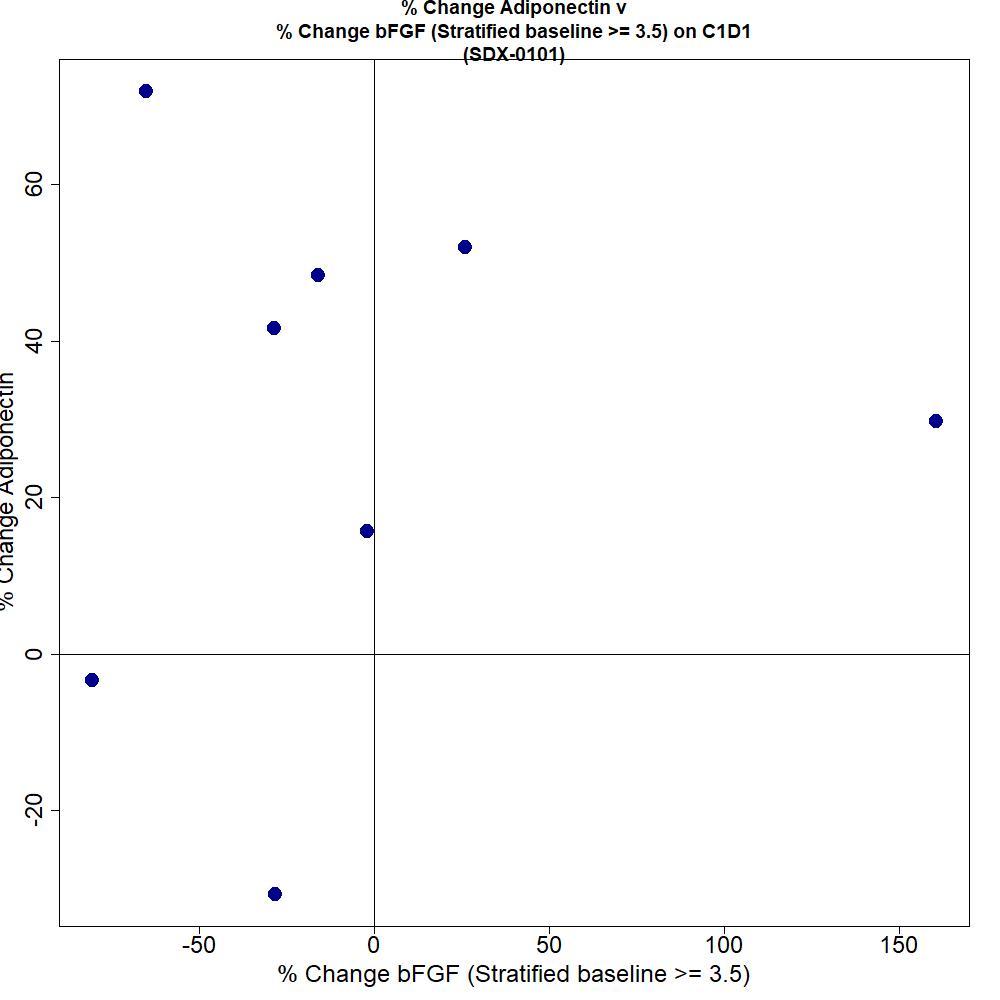 % Change Adiponectin v
% Change bFGF (Stratified baseline >= 3.5) on C1D1
(SDX-0101)
% Change Adiponectin
60
40
20
0
-20
-50
0
50
100
150
% Change bFGF (Stratified baseline >= 3.5)